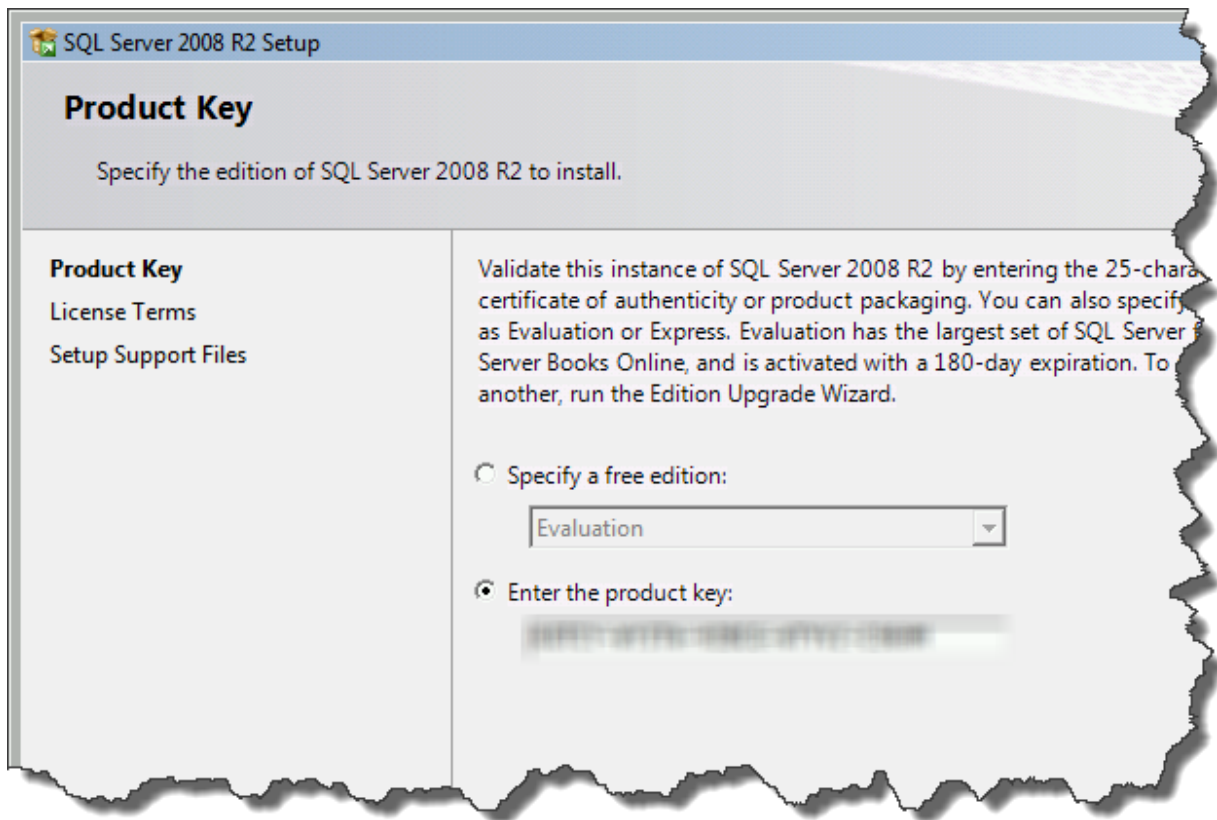 SQL Server 2008 R2 Setup
Product Key
Specify the edition of SQL Server 2008 R2 to install.
Product Key
License Terms
Setup Support Files
Validate this instance of SQL Server 2008 R2 by entering the 25-chara
certificate of authenticity or product packaging. You can also specify
as Evaluation or Express. Evaluation has the largest set of SQL Server
Server Books Online, and is activated with a 180-day expiration. To
another, run the Edition Upgrade Wizard.
Specify a free edition:
Evaluation
Enter the product key: